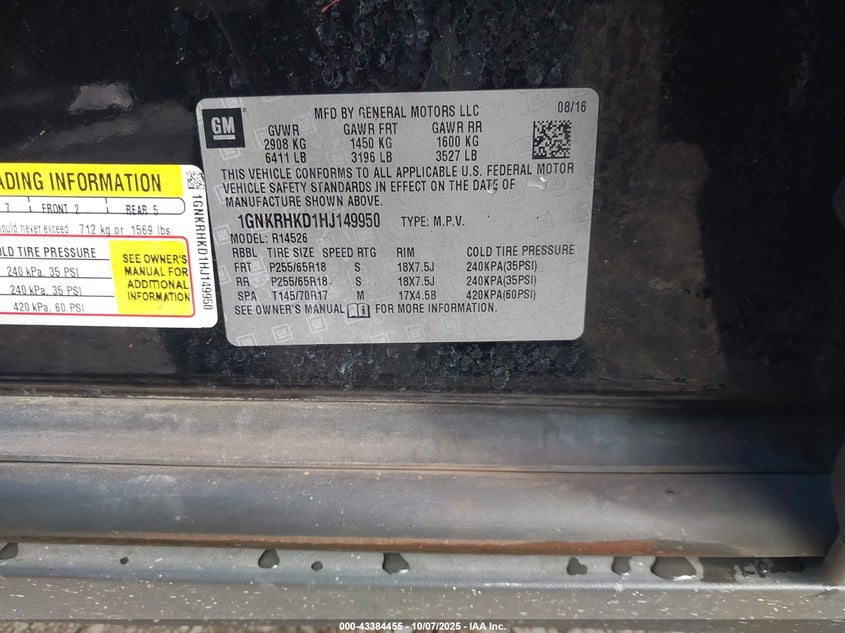 GM
MFD BY GENERAL MOTORS LLC 08/16
GVWR GAWR FRT GAWR RR
2908 KG 1450 KG 1600 KG
6411 LB 3196 LB 3527 LB
THIS VEHICLE CONFORMS TO ALL APPLICABLE U.S. FEDERAL MOTOR
VEHICLE SAFETY STANDARDS IN EFFECT ON THE DATE OF
MANUFACTURE SHOWN ABOVE.
1GNKRHKD1HJ149950 TYPE: M.P.V.
MODEL: R14526
RBBL TIRE SIZE SPEED RTG RIM COLD TIRE PRESSURE
FRT P255/65R18 S 18X7.5J 240KPA(35PSI)
RR P255/65R18 S 18X7.5J 240KPA(35PSI)
SPA T145/70R17 M 17X4.5B 420KPA(60PSI)
SEE OWNER'S MANUAL FOR MORE INFORMATION.
ADING INFORMATION
7 FRONT 2 REAR 5
ould never exceed 712 kg or 1569 lbs.
COLD TIRE PRESSURE
240 kPa, 35 PSI
240 kPa, 35 PSI
420 kPa, 60 PSI
SEE OWNER'S
MANUAL FOR
ADDITIONAL
INFORMATION
1GNKRHKD1HJ149950
000-43384455 - 10/07/2025 - IAA Inc.